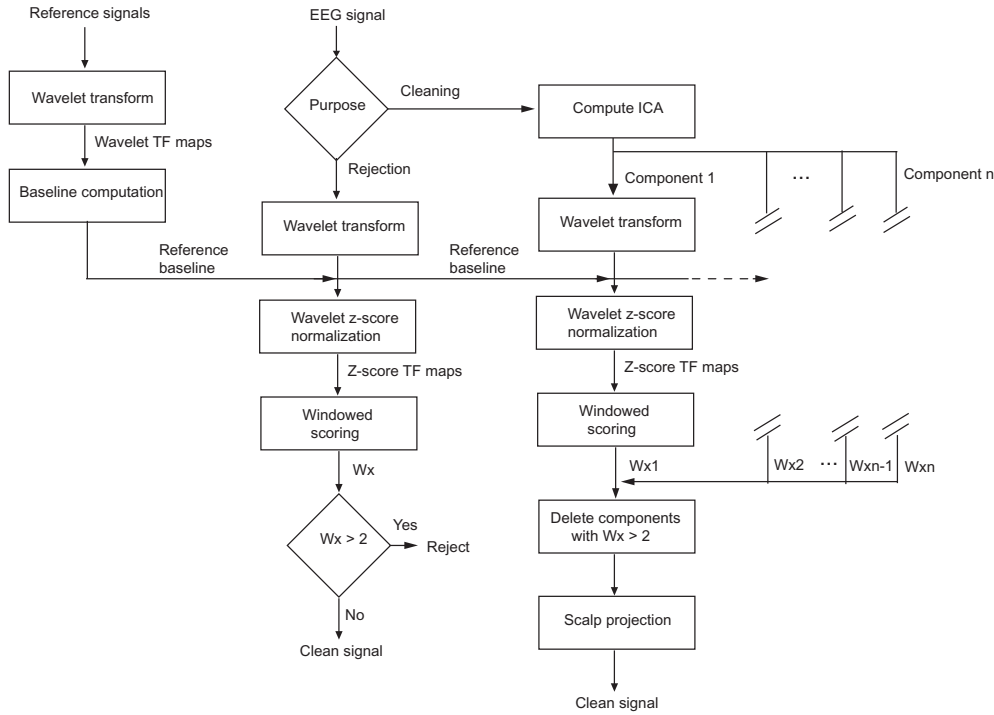 Reference signals
Wavelet transform
Wavelet TF maps
Baseline computation
Reference
baseline
EEG signal
Purpose
Cleaning
Rejection
Wavelet transform
Wavelet z-score
normalization
Z-score TF maps
Windowed
scoring
Wx
Wx > 2
Yes
Reject
No
Clean signal
Reference
baseline
Compute ICA
Component 1
...
Component n
Wavelet transform
Wavelet z-score
normalization
Z-score TF maps
Windowed
scoring
Wx1
Wx2
...
Wxn-1
Wxn
Delete components
with Wx > 2
Scalp projection
Clean signal